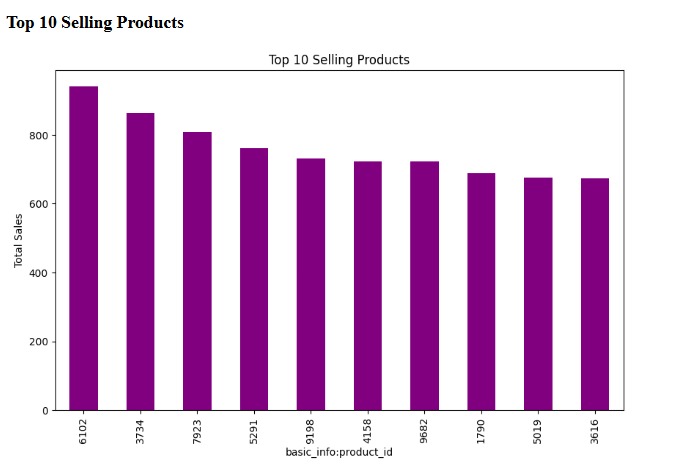 Top 10 Selling Products
Top 10 Selling Products
Total Sales
800
600
400
200
0
6102 3734 7923 5291 9198 4158 9682 1790 5019 3616
basic_info:product_id